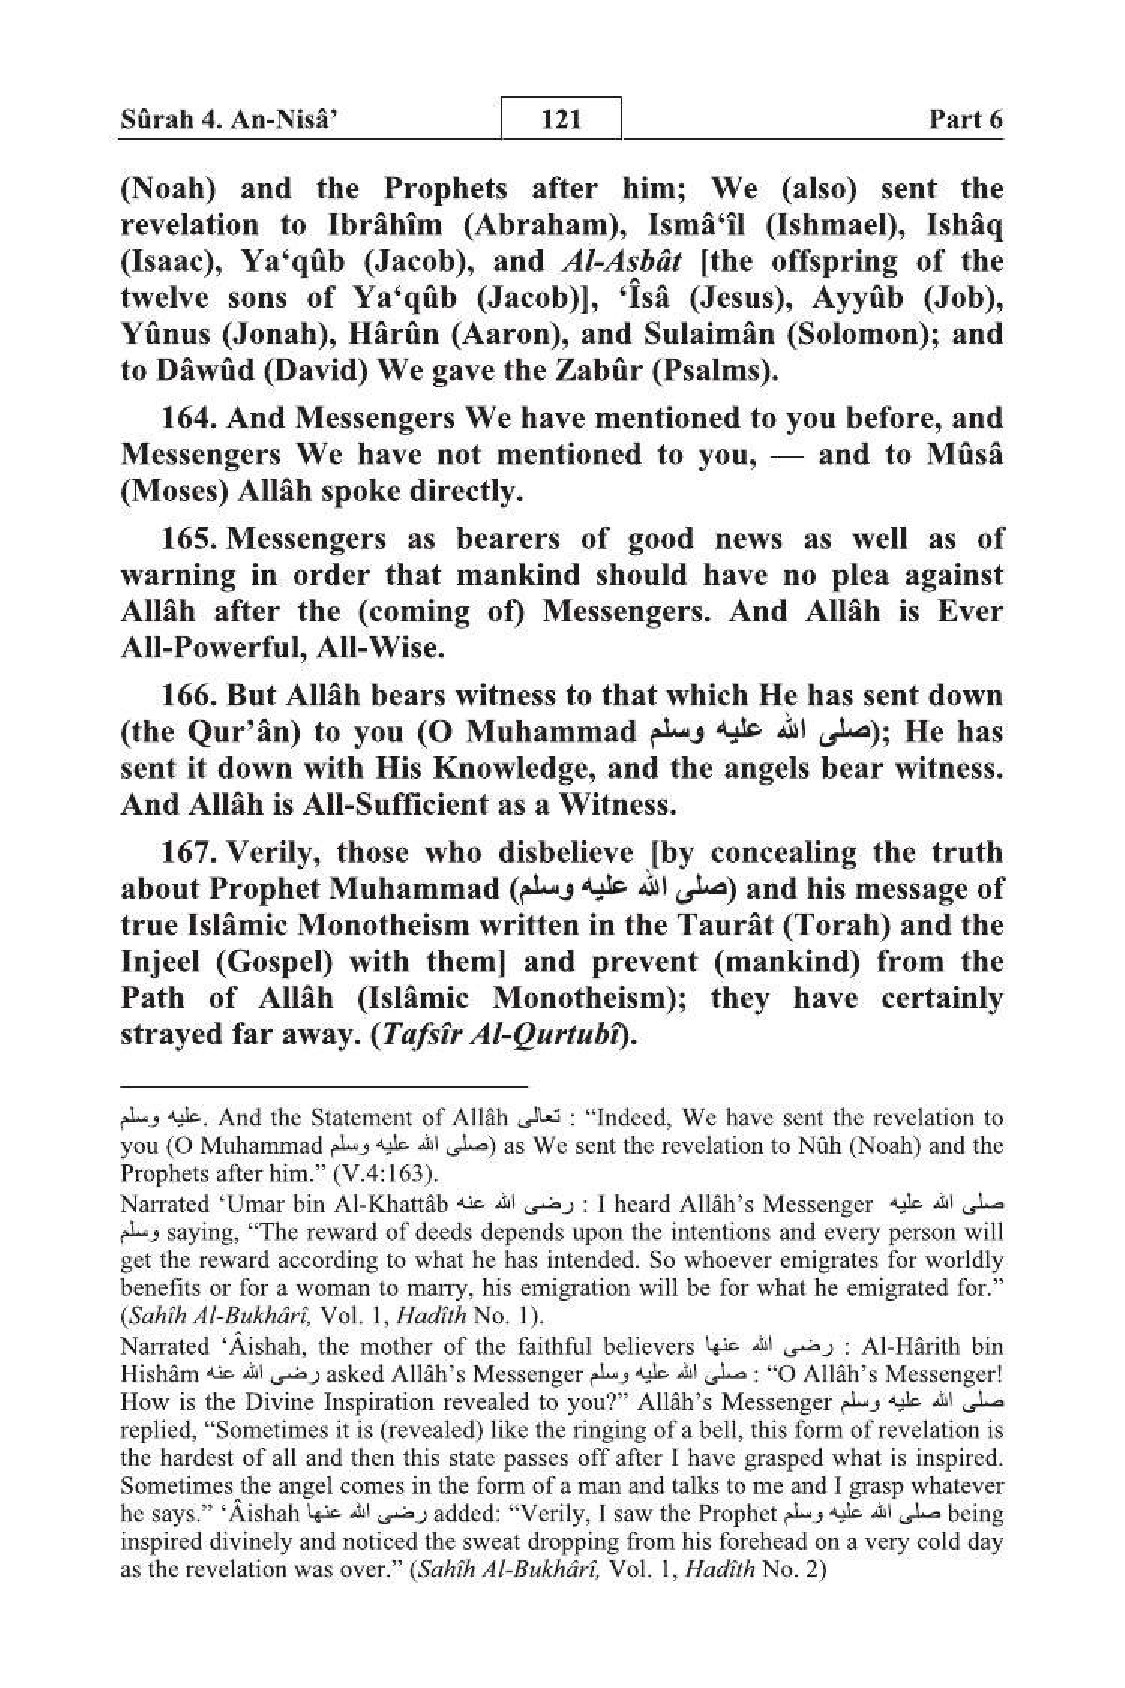 Sûrah 4. An-Nisâ’ 121 Part 6
(Noah) and the Prophets after him; We (also) sent the
revelation to Ibrâhîm (Abraham), Ismâ‘îl (Ishmael), Ishâq
(Isaac), Ya‘qûb (Jacob), and Al-Asbât [the offspring of the
twelve sons of Ya‘qûb (Jacob)], ‘Îsâ (Jesus), Ayyûb (Job),
Yûnus (Jonah), Hârûn (Aaron), and Sulaimân (Solomon); and
to Dâwûd (David) We gave the Zabûr (Psalms).
164. And Messengers We have mentioned to you before, and
Messengers We have not mentioned to you, — and to Mûsâ
(Moses) Allâh spoke directly.
165. Messengers as bearers of good news as well as of
warning in order that mankind should have no plea against
Allâh after the (coming of) Messengers. And Allâh is Ever
All-Powerful, All-Wise.
166. But Allâh bears witness to that which He has sent down
(the Qur’ân) to you (O Muhammad صلى الله عليه وسلم); He has
sent it down with His Knowledge, and the angels bear witness.
And Allâh is All-Sufficient as a Witness.
167. Verily, those who disbelieve [by concealing the truth
about Prophet Muhammad (صلى الله عليه وسلم) and his message of
true Islâmic Monotheism written in the Taurât (Torah) and the
Injeel (Gospel) with them] and prevent (mankind) from the
Path of Allâh (Islâmic Monotheism); they have certainly
strayed far away. (Tafsîr Al-Qurtubî).
عليه وسلم. And the Statement of Allâh تعالى : “Indeed, We have sent the revelation to
you (O Muhammad صلى الله عليه وسلم) as We sent the revelation to Nûh (Noah) and the
Prophets after him.” (V.4:163).
Narrated ‘Umar bin Al-Khattâb رضى الله عنه : I heard Allâh’s Messenger صلى الله عليه
وسلم saying, “The reward of deeds depends upon the intentions and every person will
get the reward according to what he has intended. So whoever emigrates for worldly
benefits or for a woman to marry, his emigration will be for what he emigrated for.”
(Sahîh Al-Bukhârî, Vol. 1, Hadîth No. 1).
Narrated ‘Âishah, the mother of the faithful believers رضى الله عنها : Al-Hârith bin
Hishâm رضى الله عنه asked Allâh’s Messenger صلى الله عليه وسلم : “O Allâh’s Messenger!
How is the Divine Inspiration revealed to you?” Allâh’s Messenger صلى الله عليه وسلم
replied, “Sometimes it is (revealed) like the ringing of a bell, this form of revelation is
the hardest of all and then this state passes off after I have grasped what is inspired.
Sometimes the angel comes in the form of a man and talks to me and I grasp whatever
he says.” ‘Âishah رضى الله عنها added: “Verily, I saw the Prophet صلى الله عليه وسلم being
inspired divinely and noticed the sweat dropping from his forehead on a very cold day
as the revelation was over.” (Sahîh Al-Bukhârî, Vol. 1, Hadîth No. 2)